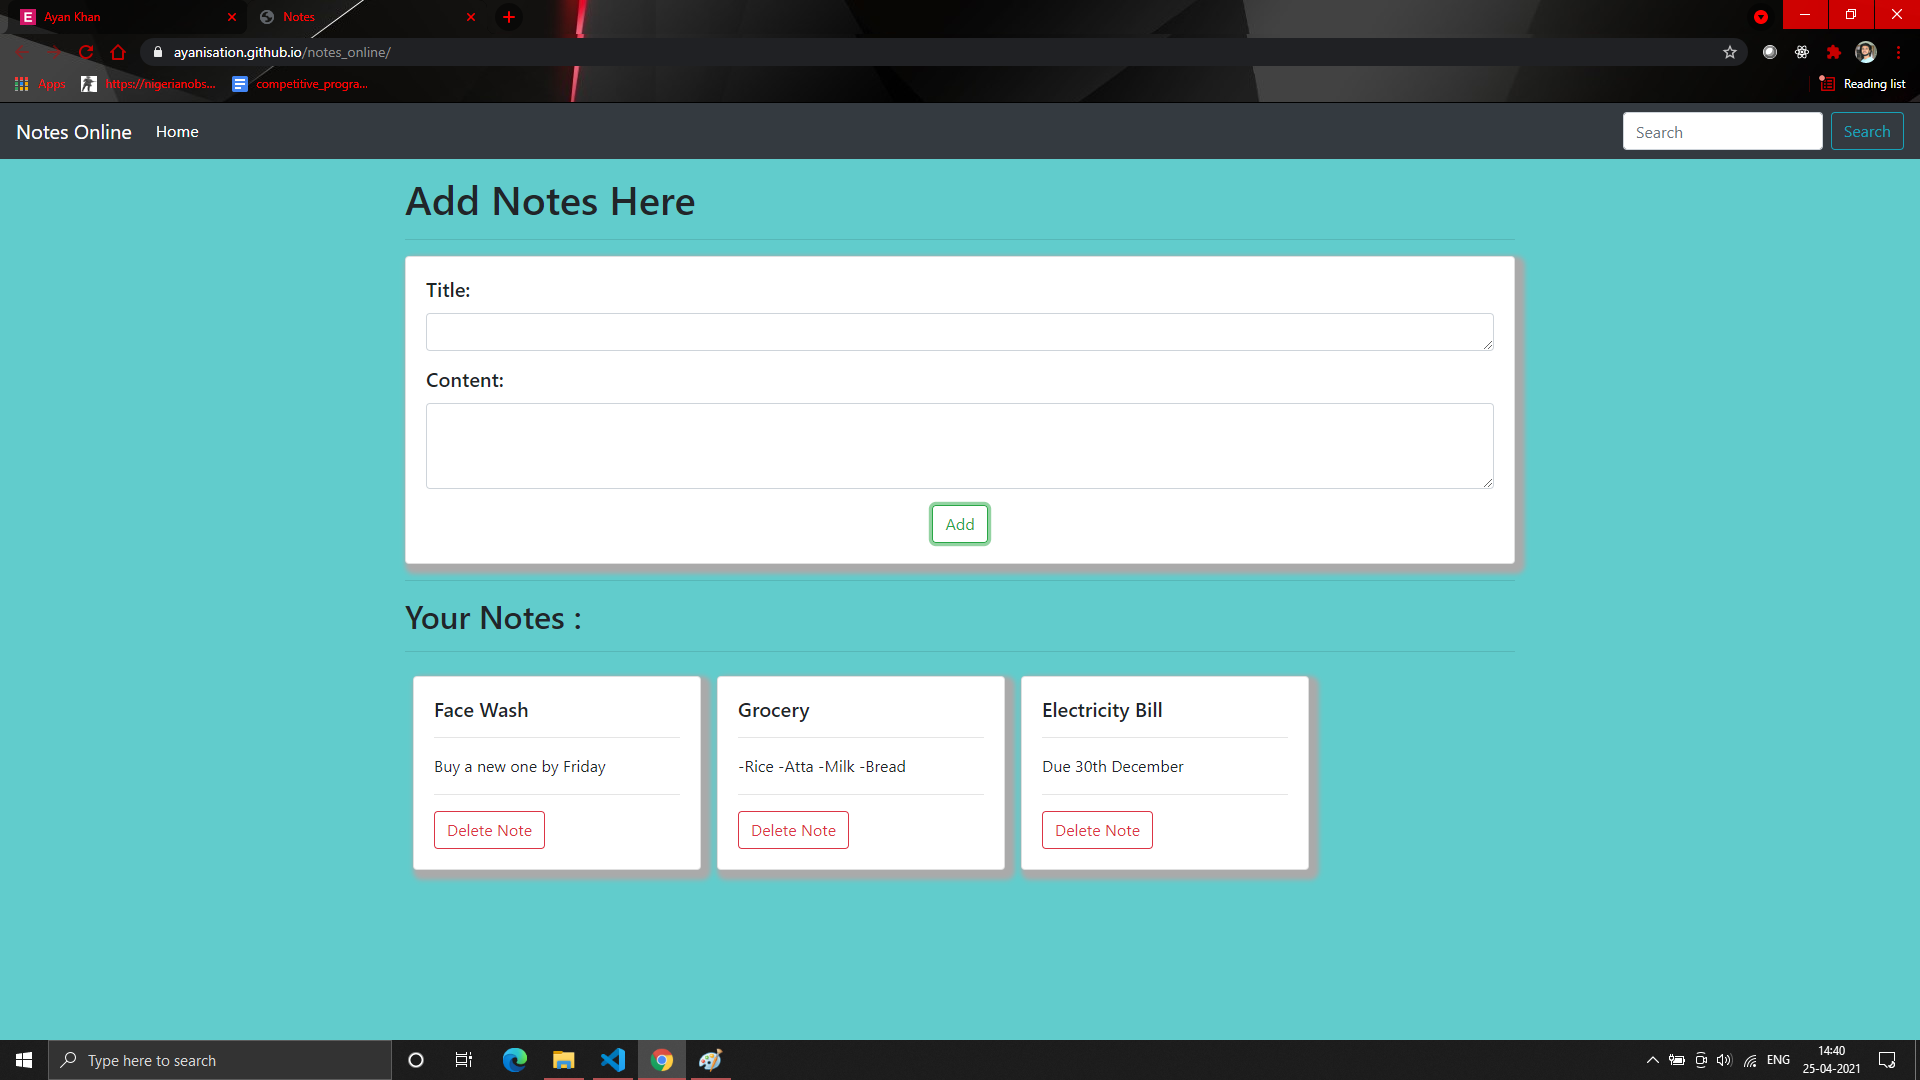 Ayan Khan
Notes
ayanisation.github.io/notes_online/
Apps
https://nigerianobs...
competitive_progra...
Reading list
Notes Online
Home
Search
Search
Add Notes Here
Title:
Content:
Add
Your Notes :
Face Wash
Buy a new one by Friday
Delete Note
Grocery
-Rice -Atta -Milk -Bread
Delete Note
Electricity Bill
Due 30th December
Delete Note
Type here to search
ENG
14:40
25-04-2021